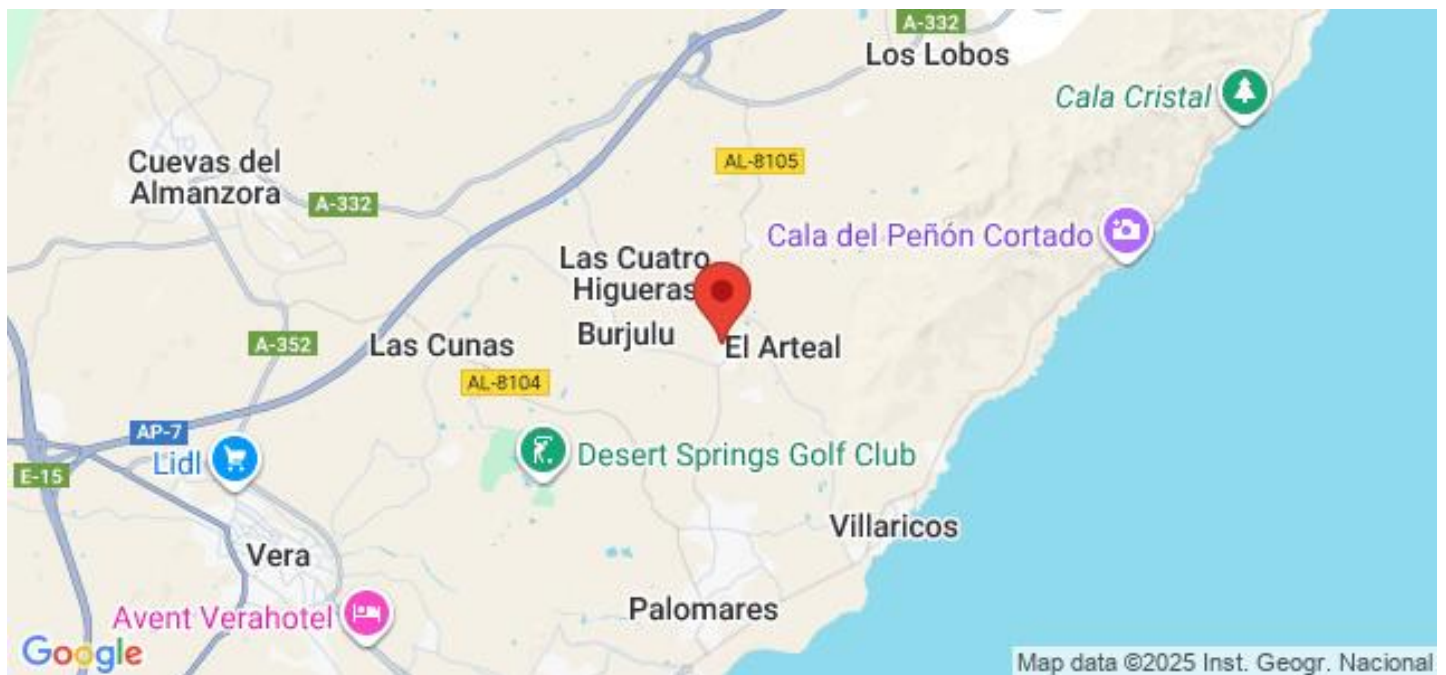 A-332
Los Lobos
Cala Cristal
Cuevas del
Almanzora
AL-8105
A-332
Cala del Peñón Cortado
Las Cuatro
Higueras
Burjulu
El Arteal
A-352
Las Cunas
AL-8104
AP-7
Lidl
Desert Springs Golf Club
E-15
Villaricos
Vera
Palomares
Avent Verahotel
Google
Map data ©2025 Inst. Geogr. Nacional